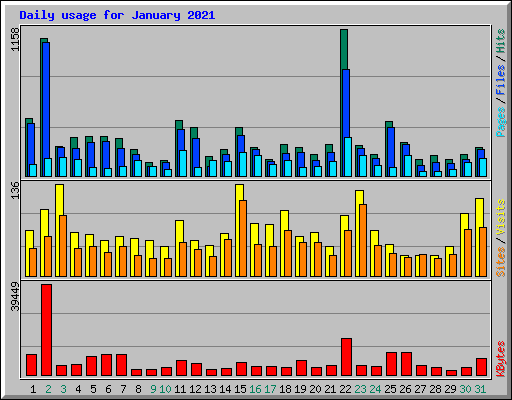 Daily usage for January 2021
1158
Pages / Files / Hits
136
Sites / Visits
39449
KBytes
1 2 3 4 5 6 7 8 9 10 11 12 13 14 15 16 17 18 19 20 21 22 23 24 25 26 27 28 29 30 31